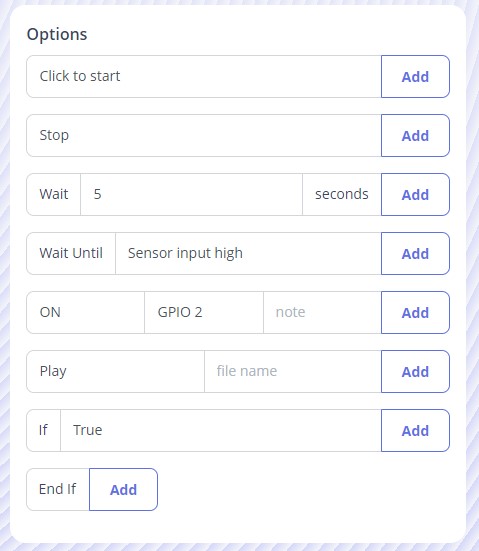 Options
Click to start Add
Stop Add
Wait 5 seconds Add
Wait Until Sensor input high Add
ON GPIO 2 note Add
Play file name Add
If True Add
End If Add